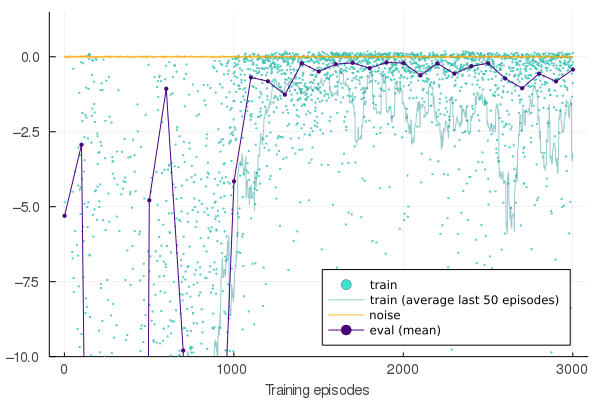 0.0
−2.5
−5.0
−7.5
−10.0
0
1000
2000
3000
Training episodes
train
train (average last 50 episodes)
noise
eval (mean)